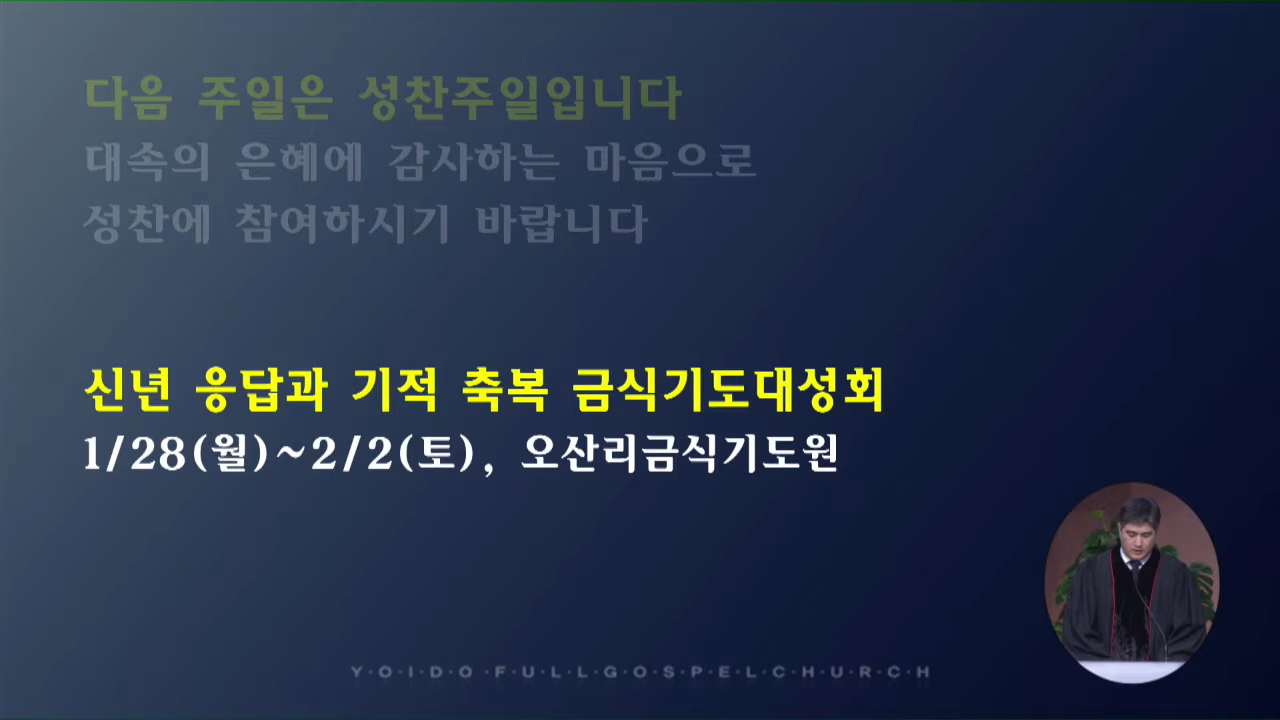 다음 주일은 성찬주일입니다
대속의 은혜에 감사하는 마음으로
성찬에 참여하시기 바랍니다
신년 응답과 기적 축복 금식기도대성회
1/28(월)~2/2(토), 오산리금식기도원
Y·O·I·D·O·F·U·L·L·G·O·S·P·E·L·C·H·U·R·C·H